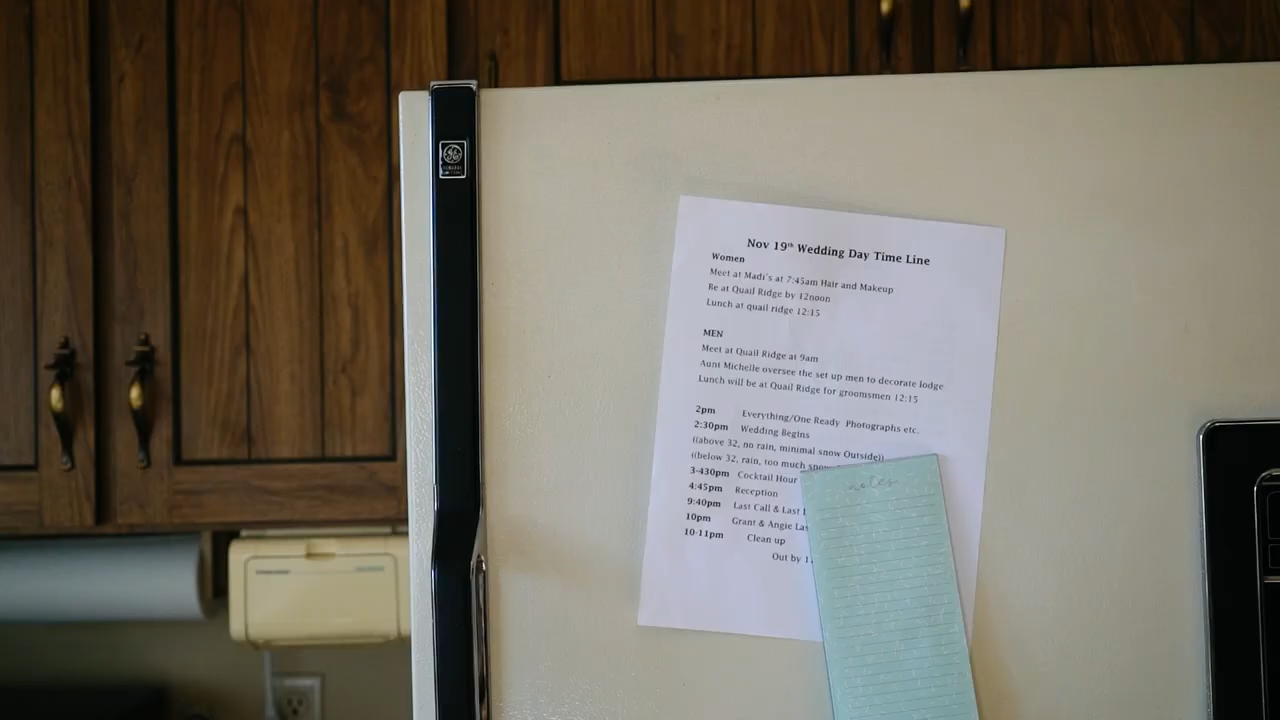 Nov 19th Wedding Day Time Line
Women
Meet at Madi's at 7:45am Hair and Makeup
Be at Quail Ridge by 12noon
Lunch at quail ridge 12:15
MEN
Meet at Quail Ridge at 9am
Aunt Michelle oversee the set up men to decorate lodge
Lunch will be at Quail Ridge for groomsmen 12:15
2pm Everything/One Ready Photographs etc.
2:30pm Wedding Begins
((above 32, no rain, minimal snow Outside))
((below 32, rain, too much snow
3-430pm Cocktail Hour
4:45pm Reception
9:40pm Last Call & Last
10pm Grant & Angie Las
10-11pm Clean up
Out by
notes